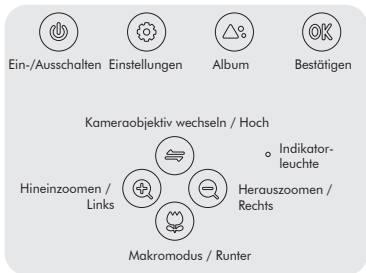 OK
Ein-/Ausschalten Einstellungen Album Bestätigen
Kameraobjektiv wechseln / Hoch
Indikator-
leuchte
Hineinzoomen /
Links
Herauszoomen /
Rechts
Makromodus / Runter